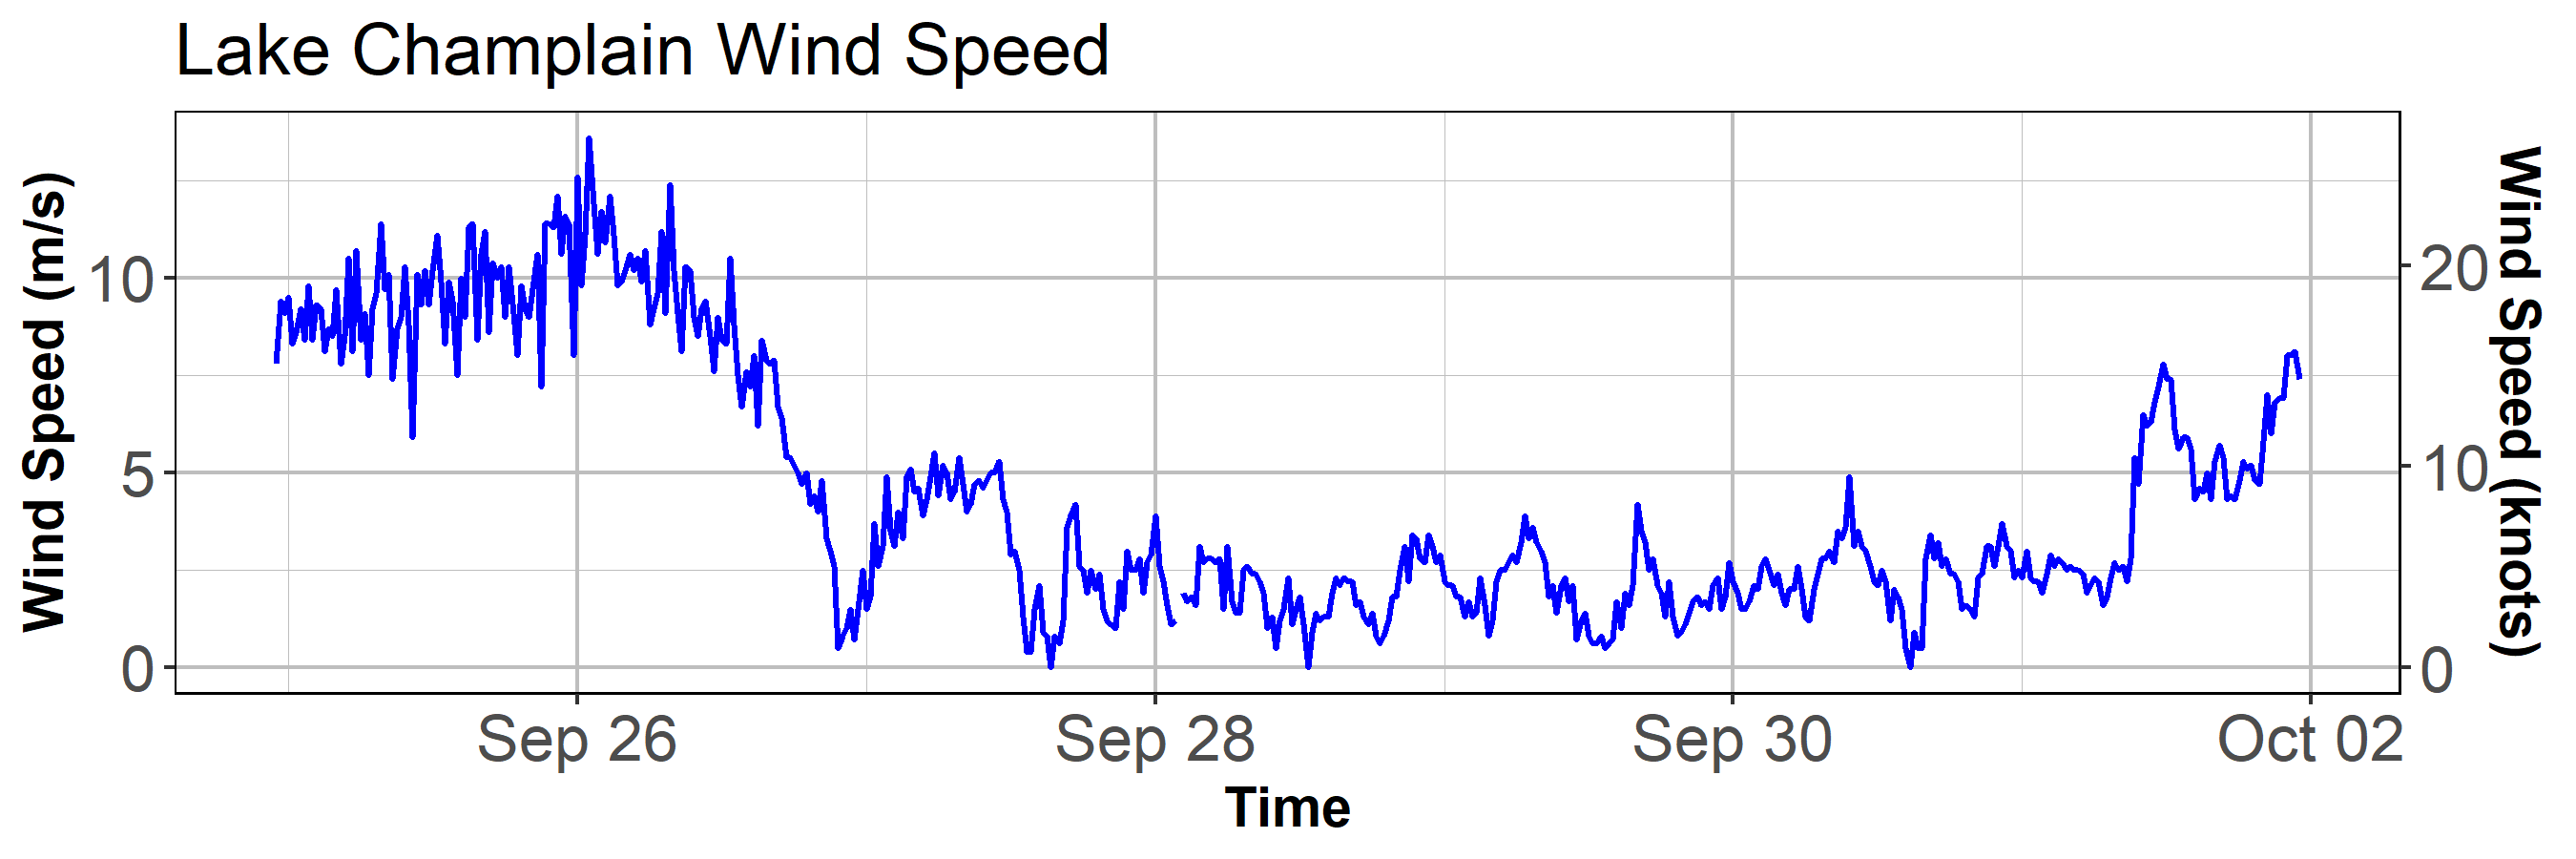 Lake Champlain Wind Speed
Wind Speed (m/s)
10
5
0
20
10
0
Wind Speed (knots)
Sep 26
Sep 28
Sep 30
Oct 02
Time